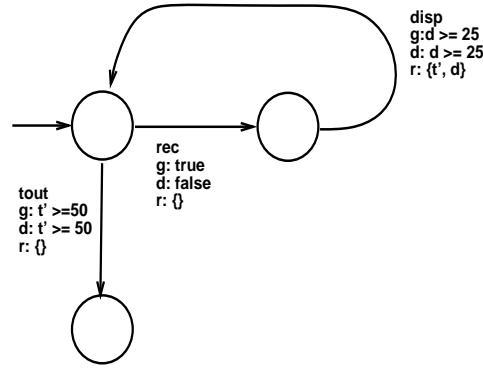 disp
g:d >= 25
d: d >= 25
r: {t', d}
rec
g: true
d: false
r: {}
tout
g: t' >=50
d: t' >= 50
r: {}